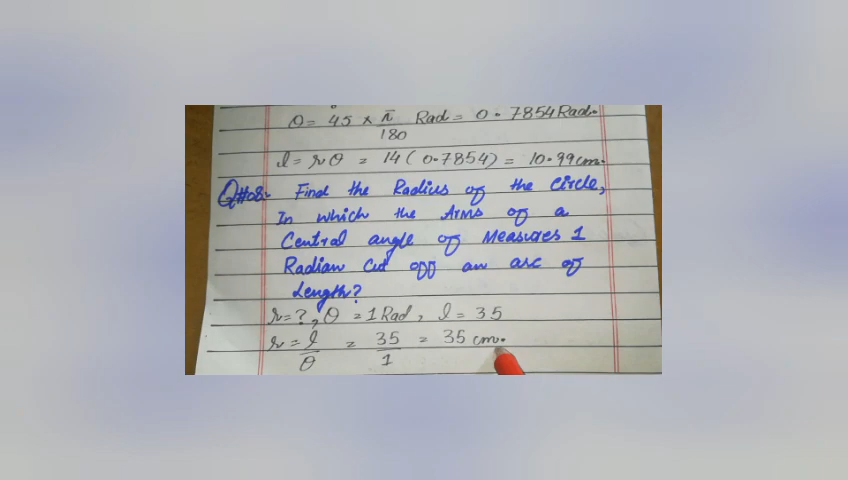 θ = 45 × π/180 Rad = 0.7854 Rad.
l = rθ = 14 (0.7854) = 10.99 cm.
Q#08:- Find the Radius of the Circle,
In which the Arms of a
Central angle of Measures 1
Radian Cut off an arc of
Length?
r = ?, θ = 1 Rad, l = 35
r = l/θ = 35/1 = 35 cm.